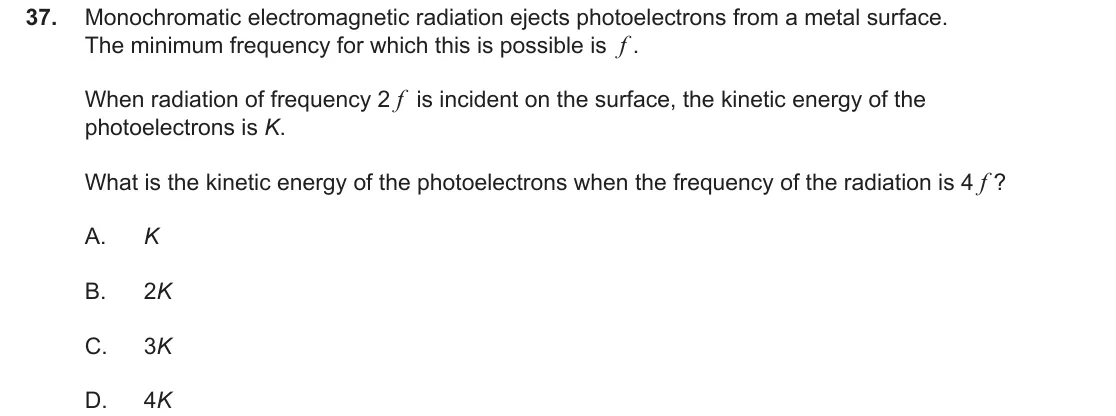 37. Monochromatic electromagnetic radiation ejects photoelectrons from a metal surface.
The minimum frequency for which this is possible is f.
When radiation of frequency 2f is incident on the surface, the kinetic energy of the
photoelectrons is K.
What is the kinetic energy of the photoelectrons when the frequency of the radiation is 4f?
A. K
B. 2K
C. 3K
D. 4K